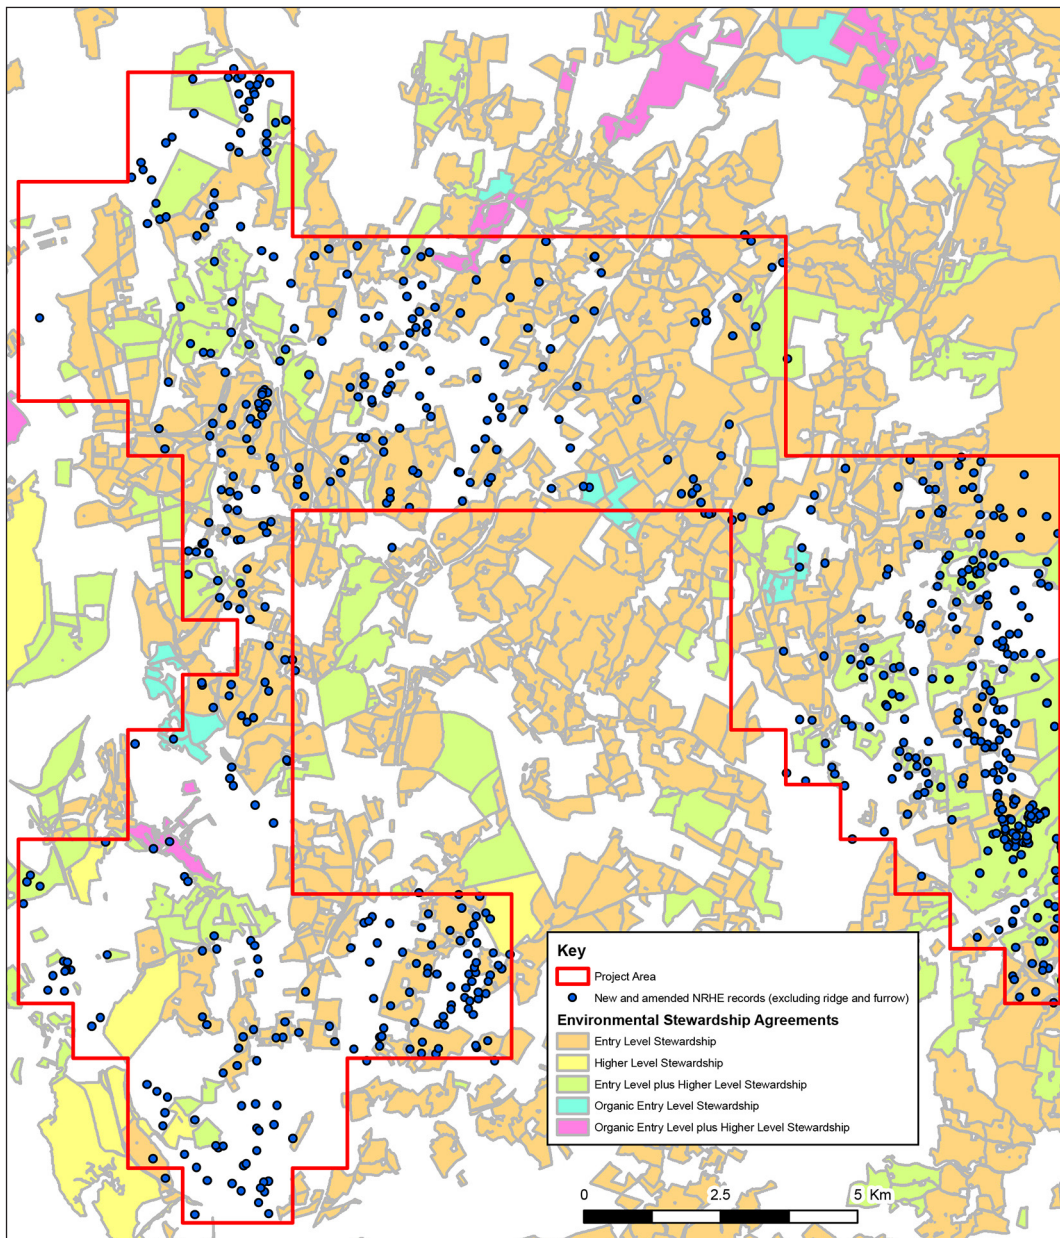 Key
Project Area
New and amended NRHE records (excluding ridge and furrow)
Environmental Stewardship Agreements
Entry Level Stewardship
Higher Level Stewardship
Entry Level plus Higher Level Stewardship
Organic Entry Level Stewardship
Organic Entry Level plus Higher Level Stewardship
0 2.5 5 Km